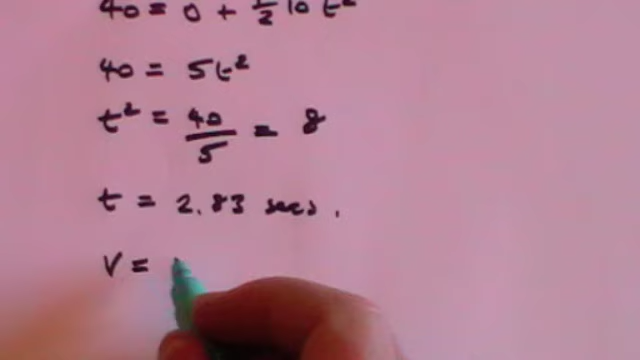 40 = 0 + 1/2 10 t²
40 = 5t²
t² = 40/5 = 8
t = 2.83 secs.
v =